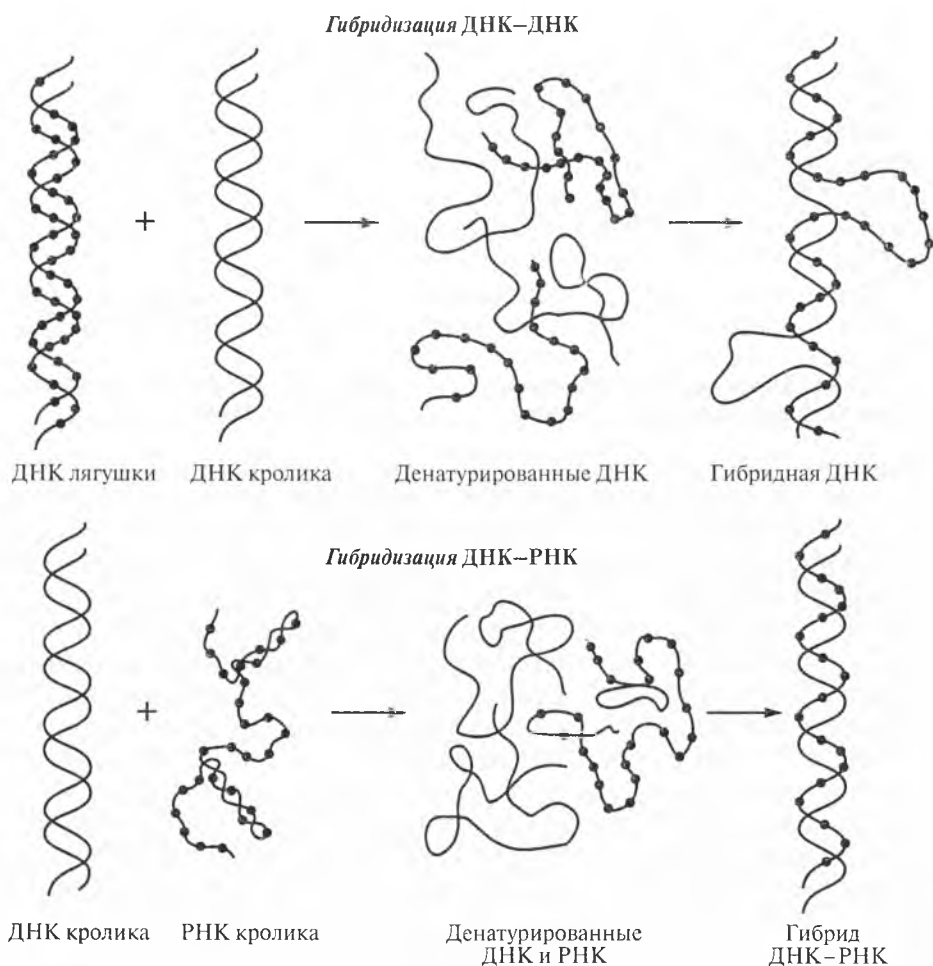 Гибридизация ДНК–ДНК
+
ДНК лягушки
ДНК кролика
Денатурированные ДНК
Гибридная ДНК
Гибридизация ДНК–РНК
+
ДНК кролика
РНК кролика
Денатурированные
ДНК и РНК
Гибрид
ДНК–РНК